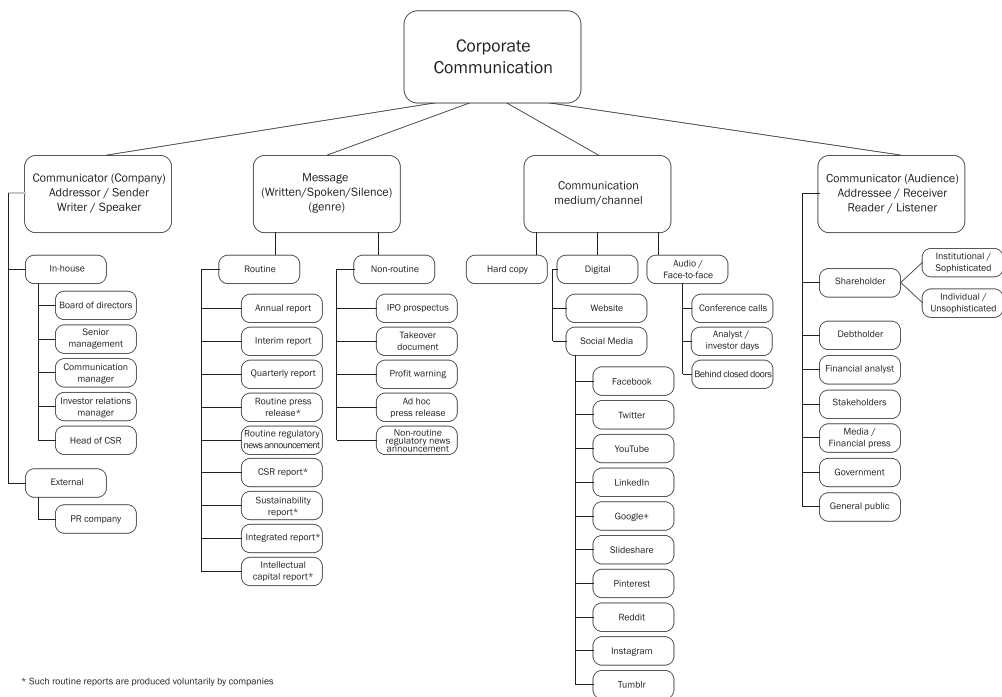 Corporate
Communication
Communicator (Company)
Addressor / Sender
Writer / Speaker
In-house
Board of directors
Senior
management
Communication
manager
Investor relations
manager
Head of CSR
External
PR company
Message
(Written/Spoken/Silence)
(genre)
Routine
Annual report
Interim report
Quarterly report
Routine press
release*
Routine regulatory
news announcement
CSR report*
Sustainability
report*
Integrated report*
Intellectual
capital report*
Non-routine
IPO prospectus
Takeover
document
Profit warning
Ad hoc
press release
Non-routine
regulatory news
announcement
Communication
medium/channel
Hard copy
Digital
Website
Social Media
Facebook
Twitter
YouTube
LinkedIn
Google+
Slideshare
Pinterest
Reddit
Instagram
Tumblr
Audio /
Face-to-face
Conference calls
Analyst /
investor days
Behind closed doors
Communicator (Audience)
Addressee / Receiver
Reader / Listener
Shareholder
Institutional /
Sophisticated
Individual /
Unsophisticated
Debtholder
Financial analyst
Stakeholders
Media /
Financial press
Government
General public
* Such routine reports are produced voluntarily by companies